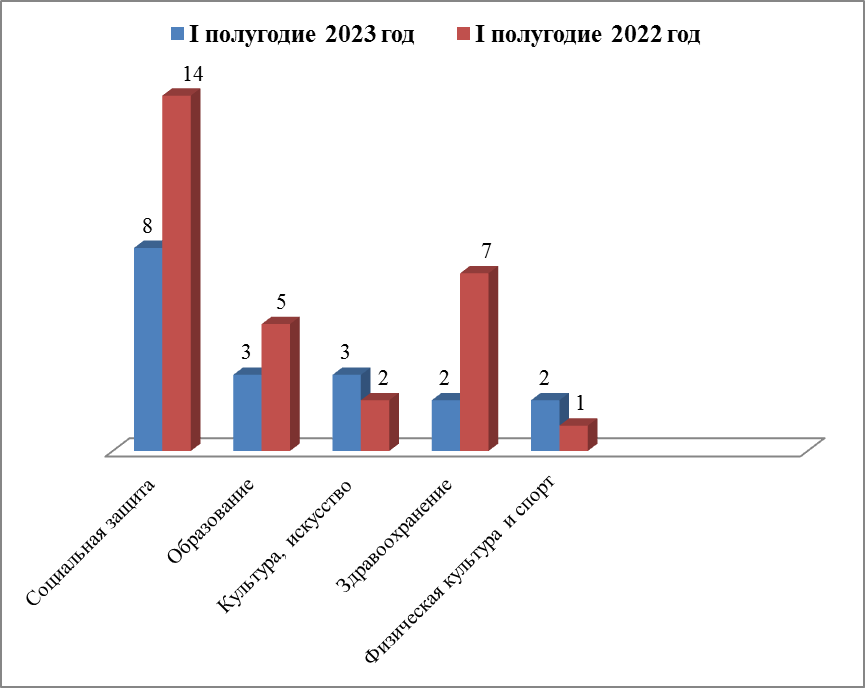 I полугодие 2023 год I полугодие 2022 год
14
8
3
5
3
2
2
7
2
1
Социальная защита
Образование
Культура, искусство
Здравоохранение
Физическая культура и спорт